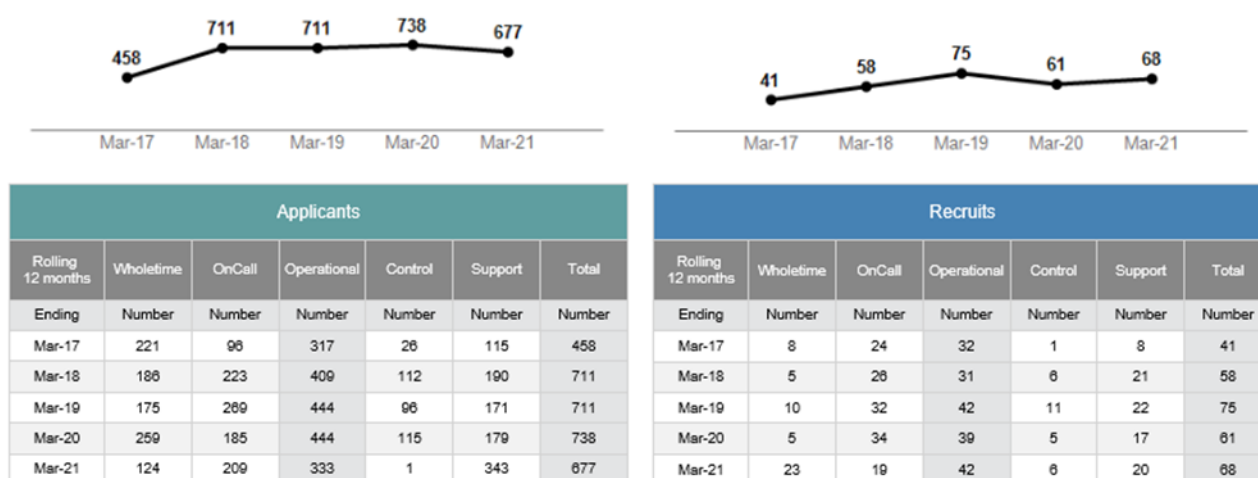 458 711 711 738 677
Mar-17 Mar-18 Mar-19 Mar-20 Mar-21
41 58 75 61 68
Mar-17 Mar-18 Mar-19 Mar-20 Mar-21
Applicants
Rolling 12 months Wholetime OnCall Operational Control Support Total
Ending Number Number Number Number Number Number
Mar-17 221 96 317 26 115 458
Mar-18 186 223 409 112 190 711
Mar-19 175 269 444 96 171 711
Mar-20 259 185 444 115 179 738
Mar-21 124 209 333 1 343 677
Recruits
Rolling 12 months Wholetime OnCall Operational Control Support Total
Ending Number Number Number Number Number Number
Mar-17 8 24 32 1 8 41
Mar-18 5 26 31 6 21 58
Mar-19 10 32 42 11 22 75
Mar-20 5 34 39 5 17 61
Mar-21 23 19 42 6 20 68